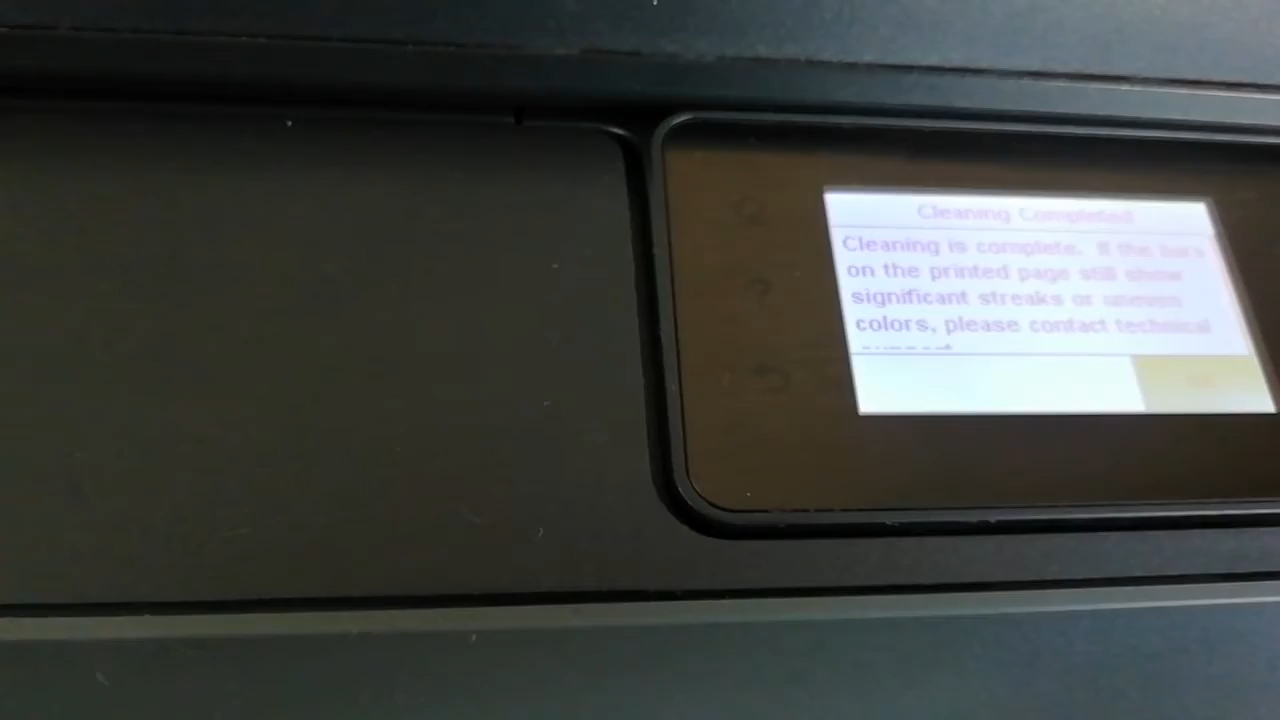 Cleaning Completed
Cleaning is complete. If the bars
on the printed page still show
significant streaks or uneven
colors, please contact technical
support.